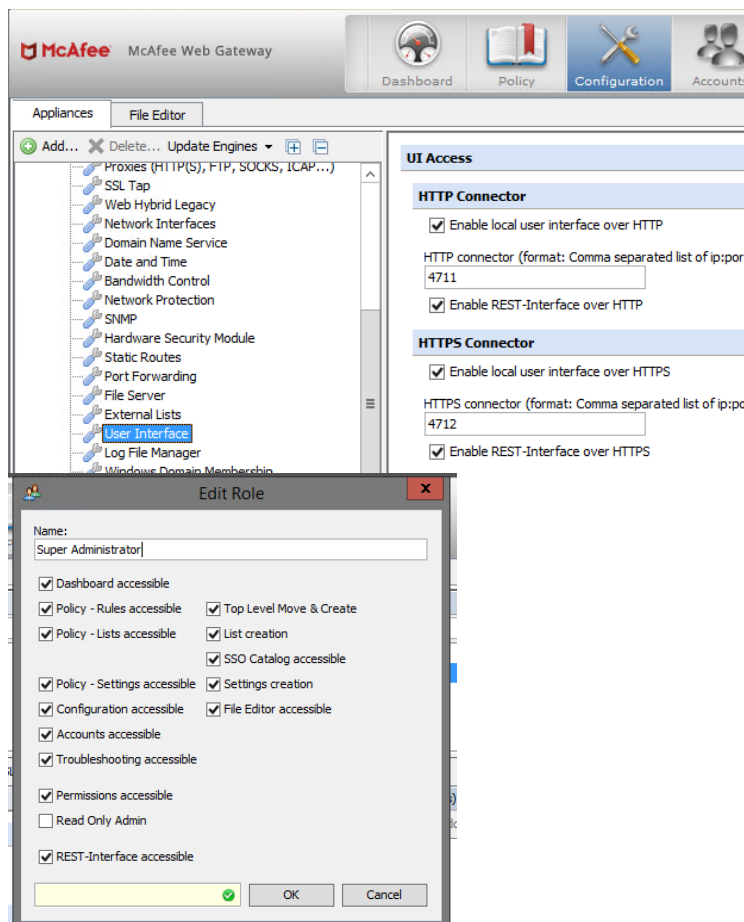 McAfee McAfee Web Gateway
Dashboard Policy Configuration Accounts
Appliances File Editor
Add... Delete... Update Engines
Proxies (HTTP(S), FTP, SOCKS, ICAP...)
SSL Tap
Web Hybrid Legacy
Network Interfaces
Domain Name Service
Date and Time
Bandwidth Control
Network Protection
SNMP
Hardware Security Module
Static Routes
Port Forwarding
File Server
External Lists
User Interface
Log File Manager
Windows Domain Membership
UI Access
HTTP Connector
Enable local user interface over HTTP
HTTP connector (format: Comma separated list of ip:por
4711
Enable REST-Interface over HTTP
HTTPS Connector
Enable local user interface over HTTPS
HTTPS connector (format: Comma separated list of ip:po
4712
Enable REST-Interface over HTTPS
Edit Role
Name:
Super Administrator
Dashboard accessible
Policy - Rules accessible Top Level Move & Create
Policy - Lists accessible List creation
SSO Catalog accessible
Policy - Settings accessible Settings creation
Configuration accessible File Editor accessible
Accounts accessible
Troubleshooting accessible
Permissions accessible
Read Only Admin
REST-Interface accessible
OK Cancel